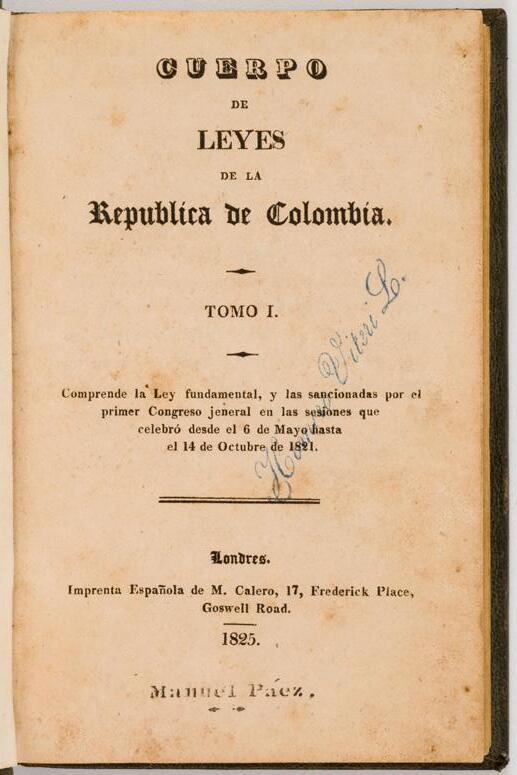 CUERPO
DE
LEYES
DE LA
Republica de Colombia.
TOMO I.
Comprende la Ley fundamental, y las sancionadas por el
primer Congreso jeneral en las sesiones que
celebró desde el 6 de Mayo hasta
el 14 de Octubre de 1821.
Viteri L.
Londres.
Imprenta Española de M. Calero, 17, Frederick Place,
Goswell Road.
1825.
Manuel Páez.